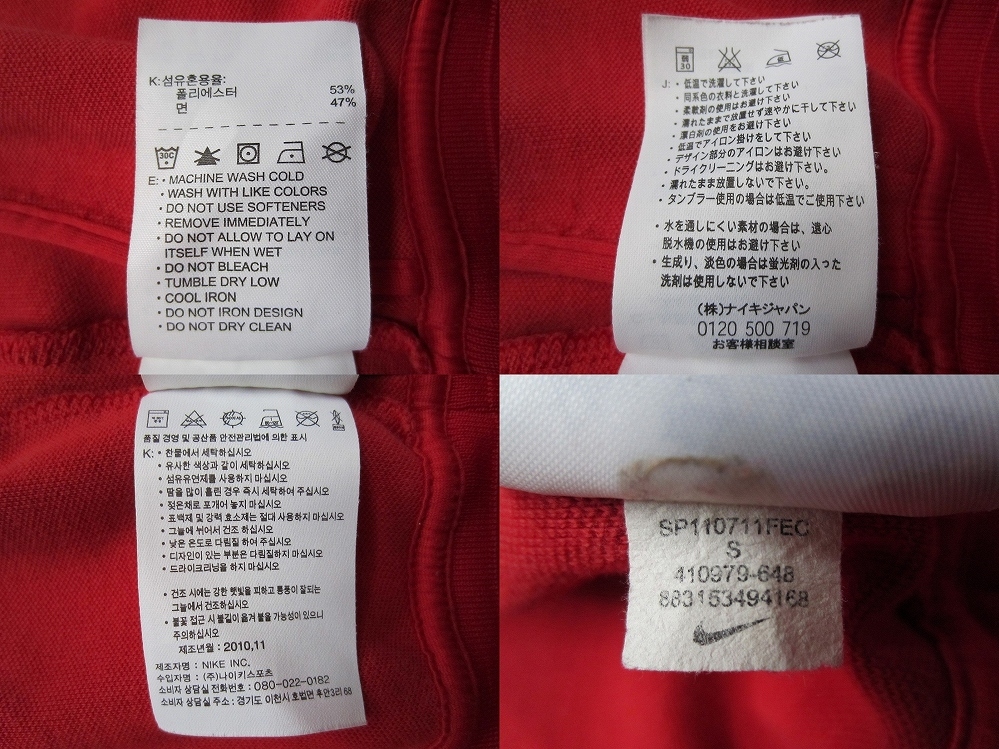 K: 섬유혼용율:
폴리에스터 53%
면 47%
30C
E: • MACHINE WASH COLD
• WASH WITH LIKE COLORS
• DO NOT USE SOFTENERS
• REMOVE IMMEDIATELY
• DO NOT ALLOW TO LAY ON
ITSELF WHEN WET
• DO NOT BLEACH
• TUMBLE DRY LOW
• COOL IRON
• DO NOT IRON DESIGN
• DO NOT DRY CLEAN
弱
30
J: • 低温で洗濯して下さい
• 同系色の衣料と洗濯して下さい
• 柔軟剤の使用はお避け下さい
• 濡れたままで放置せず速やかに干して下さい
• 漂白剤の使用をお避け下さい
• 低温でアイロン掛けをして下さい
• デザイン部分のアイロンはお避け下さい
• ドライクリーニングはお避け下さい。
• 濡れたまま放置しないで下さい。
• タンブラー使用の場合は低温でご使用下さい
• 水を通しにくい素材の場合は、遠心
脱水機の使用はお避け下さい
• 生成り、淡色の場合は蛍光剤の入った
洗剤は使用しないで下さい
(株)ナイキジャパン
0120 500 719
お客様相談室
품질 경영 및 공산품 안전관리법에 의한 표시
K: • 찬물에서 세탁하십시오
• 유사한 색상과 같이 세탁하십시오
• 섬유유연제를 사용하지 마십시오
• 땀을 많이 흘린 경우 즉시 세탁하여 주십시오
• 젖은채로 포개어 놓지 마십시오
• 표백제 및 강력 효소제는 절대 사용하지 마십시오
• 그늘에 뉘어서 건조 하십시오
• 낮은 온도로 다림질 하여 주십시오
• 디자인이 있는 부분은 다림질하지 마십시오
• 드라이크리닝을 하지 마십시오
• 건조 시에는 강한 햇빛을 피하고 통풍이 잘되는
그늘에서 건조하십시오
• 불꽃 접근 시 불길이 옮겨 붙을 가능성이 있으니
주의하십시오
제조년월 : 2010,11
제조자명 : NIKE INC.
수입자명 : (주)나이키스포츠
소비자 상담실 전화번호 : 080-022-0182
소비자 상담실 주소 : 경기도 이천시 호법면 후안3리 68
SP110711FEC
S
410979-648
883153494168